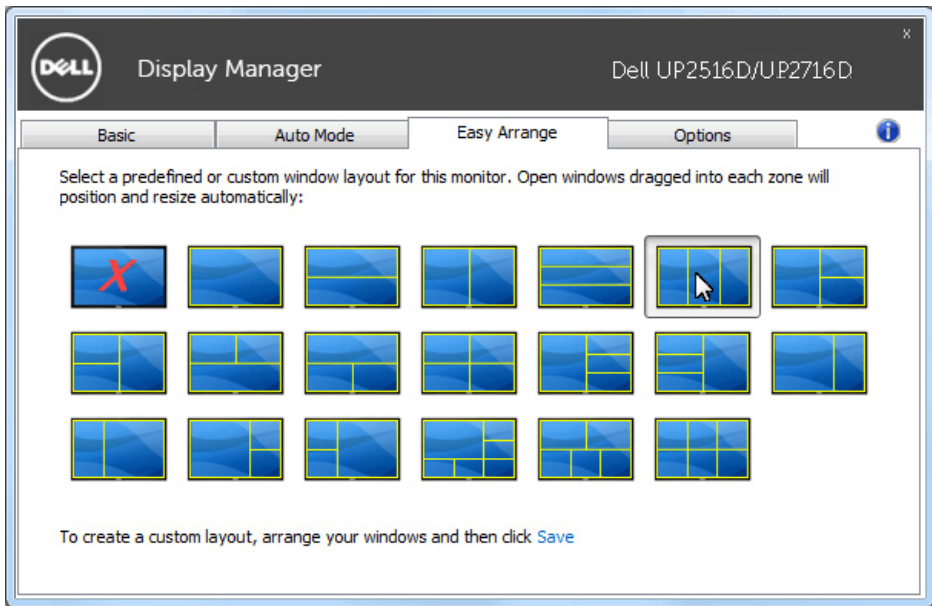 x
DELL
Display Manager
Dell UP2516D/UP2716D
Basic
Auto Mode
Easy Arrange
Options
i
Select a predefined or custom window layout for this monitor. Open windows dragged into each zone will
position and resize automatically:
X
To create a custom layout, arrange your windows and then click Save